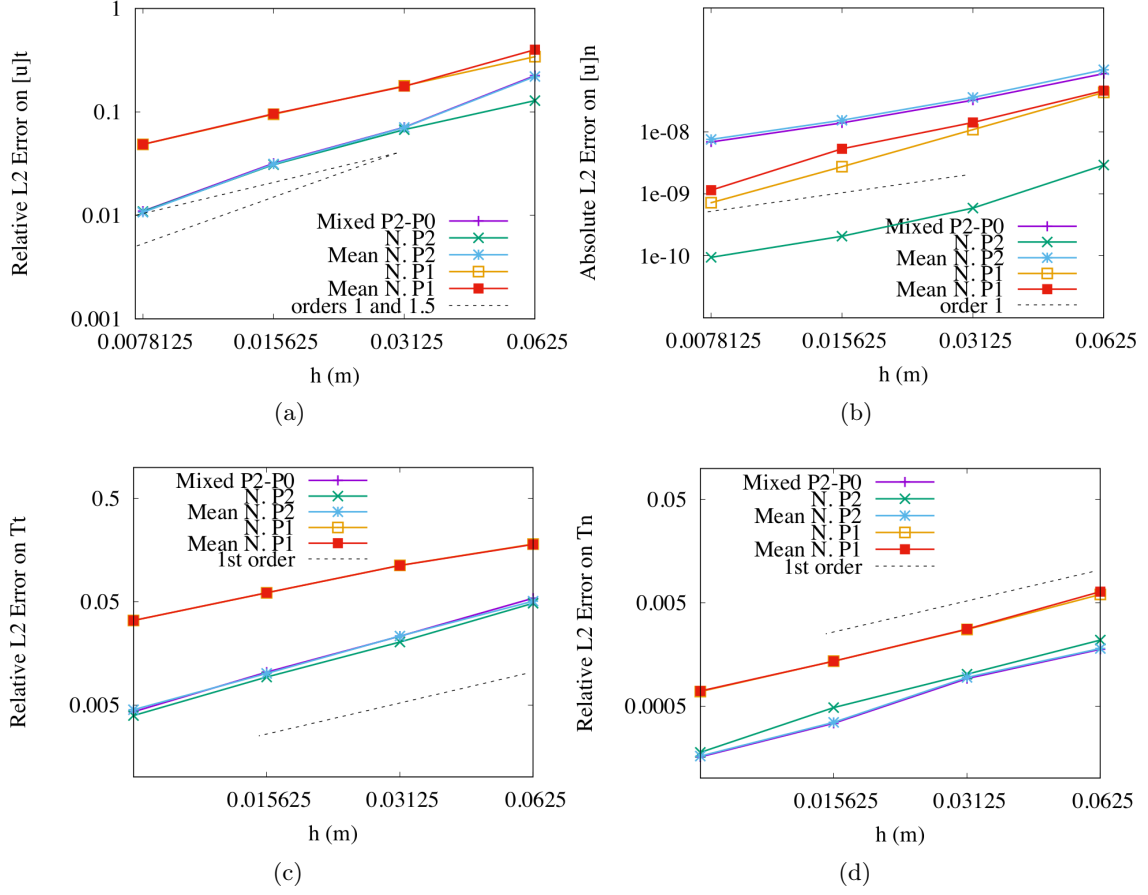 Relative L2 Error on [u]t
1
0.1
0.01
0.001
Mixed P2-P0
N. P2
Mean N. P2
N. P1
Mean N. P1
orders 1 and 1.5
0.0078125
0.015625
0.03125
0.0625
h (m)
(a)
Absolute L2 Error on [u]n
1e-08
1e-09
1e-10
Mixed P2-P0
N. P2
Mean N. P2
N. P1
Mean N. P1
order 1
0.0078125
0.015625
0.03125
0.0625
h (m)
(b)
Relative L2 Error on Tt
0.5
0.05
0.005
Mixed P2-P0
N. P2
Mean N. P2
N. P1
Mean N. P1
1st order
0.015625
0.03125
0.0625
h (m)
(c)
Relative L2 Error on Tn
0.05
0.005
0.0005
Mixed P2-P0
N. P2
Mean N. P2
N. P1
Mean N. P1
1st order
0.015625
0.03125
0.0625
h (m)
(d)